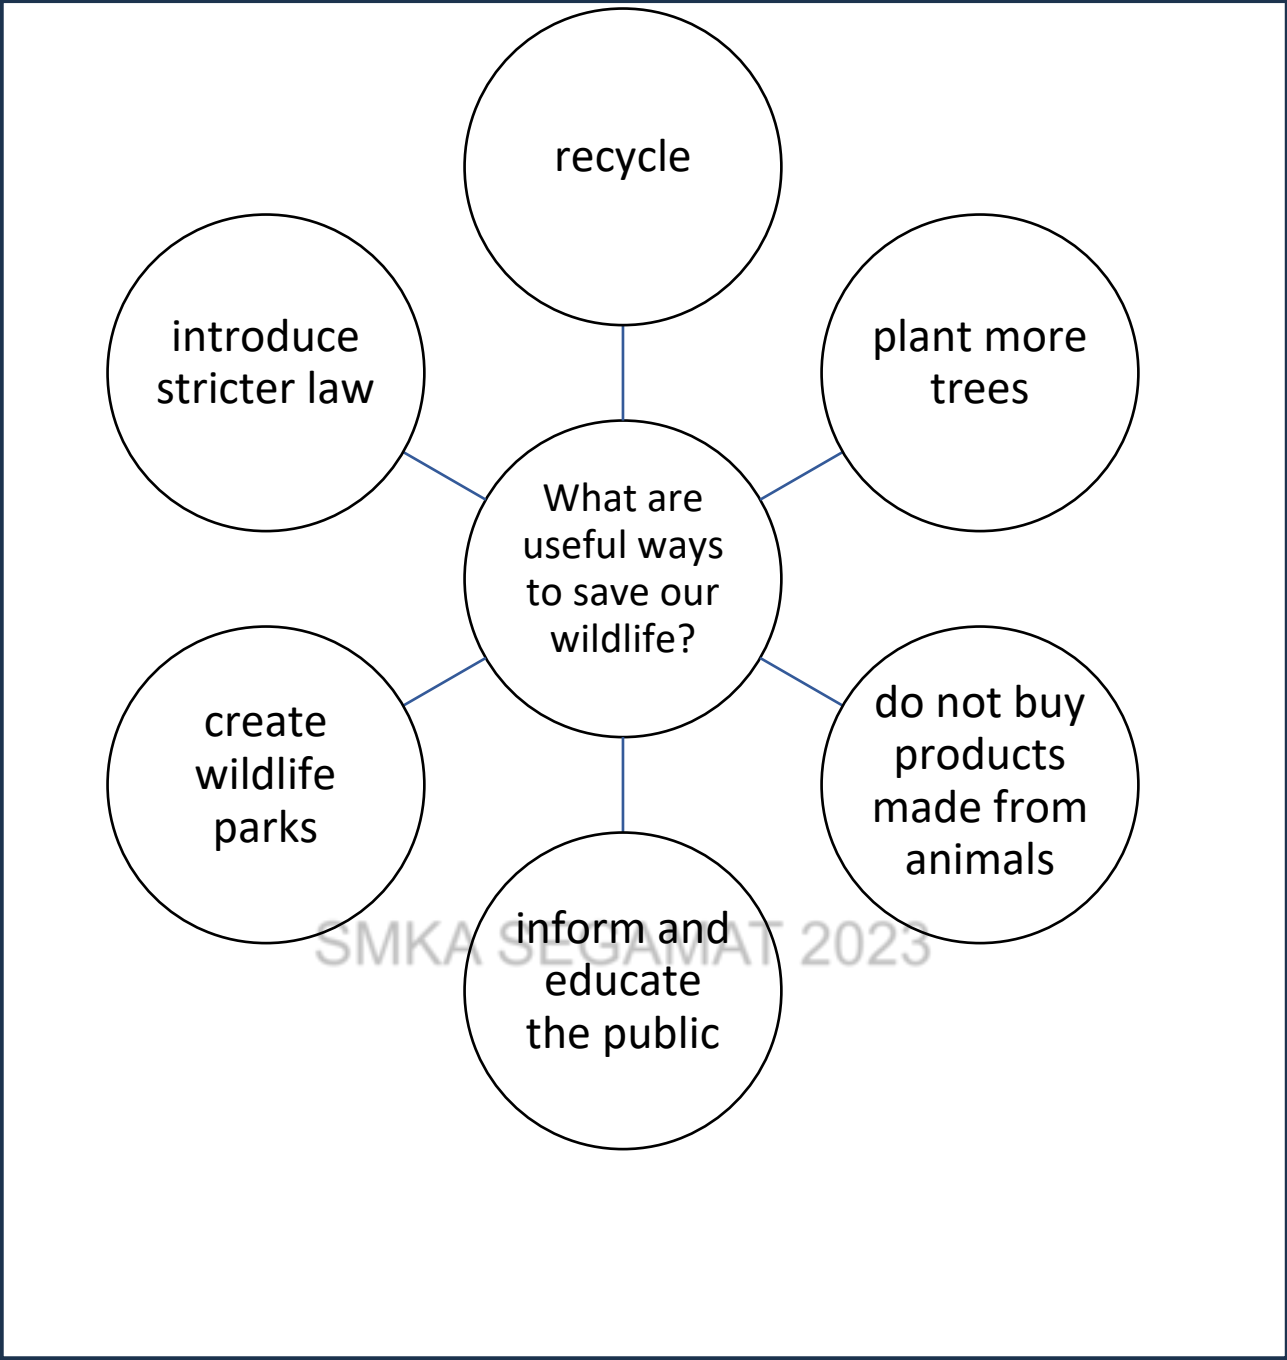 recycle
introduce
stricter law
plant more
trees
What are
useful ways
to save our
wildlife?
create
wildlife
parks
do not buy
products
made from
animals
inform and
educate
the public
SMKA SEGAMAT 2023